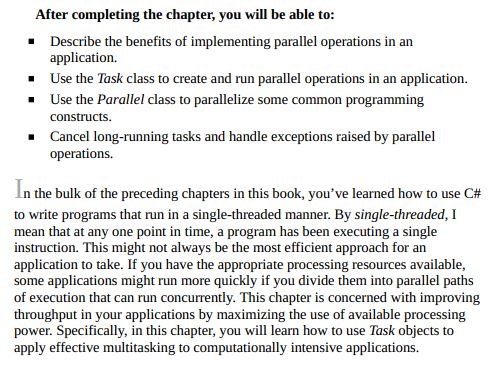 After completing the chapter, you will be able to:
▪ Describe the benefits of implementing parallel operations in an
application.
▪ Use the Task class to create and run parallel operations in an application.
▪ Use the Parallel class to parallelize some common programming
constructs.
▪ Cancel long-running tasks and handle exceptions raised by parallel
operations.
In the bulk of the preceding chapters in this book, you’ve learned how to use C#
to write programs that run in a single-threaded manner. By single-threaded, I
mean that at any one point in time, a program has been executing a single
instruction. This might not always be the most efficient approach for an
application to take. If you have the appropriate processing resources available,
some applications might run more quickly if you divide them into parallel paths
of execution that can run concurrently. This chapter is concerned with improving
throughput in your applications by maximizing the use of available processing
power. Specifically, in this chapter, you will learn how to use Task objects to
apply effective multitasking to computationally intensive applications.